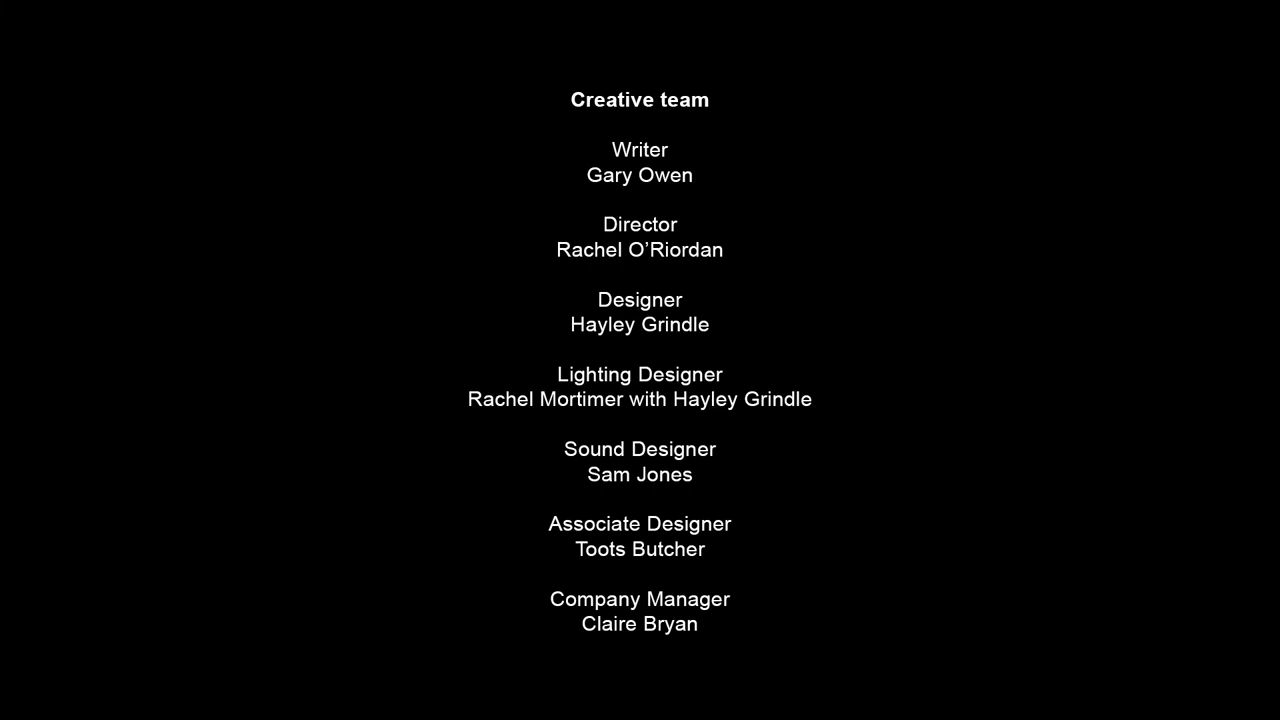 Creative team
Writer
Gary Owen
Director
Rachel O’Riordan
Designer
Hayley Grindle
Lighting Designer
Rachel Mortimer with Hayley Grindle
Sound Designer
Sam Jones
Associate Designer
Toots Butcher
Company Manager
Claire Bryan